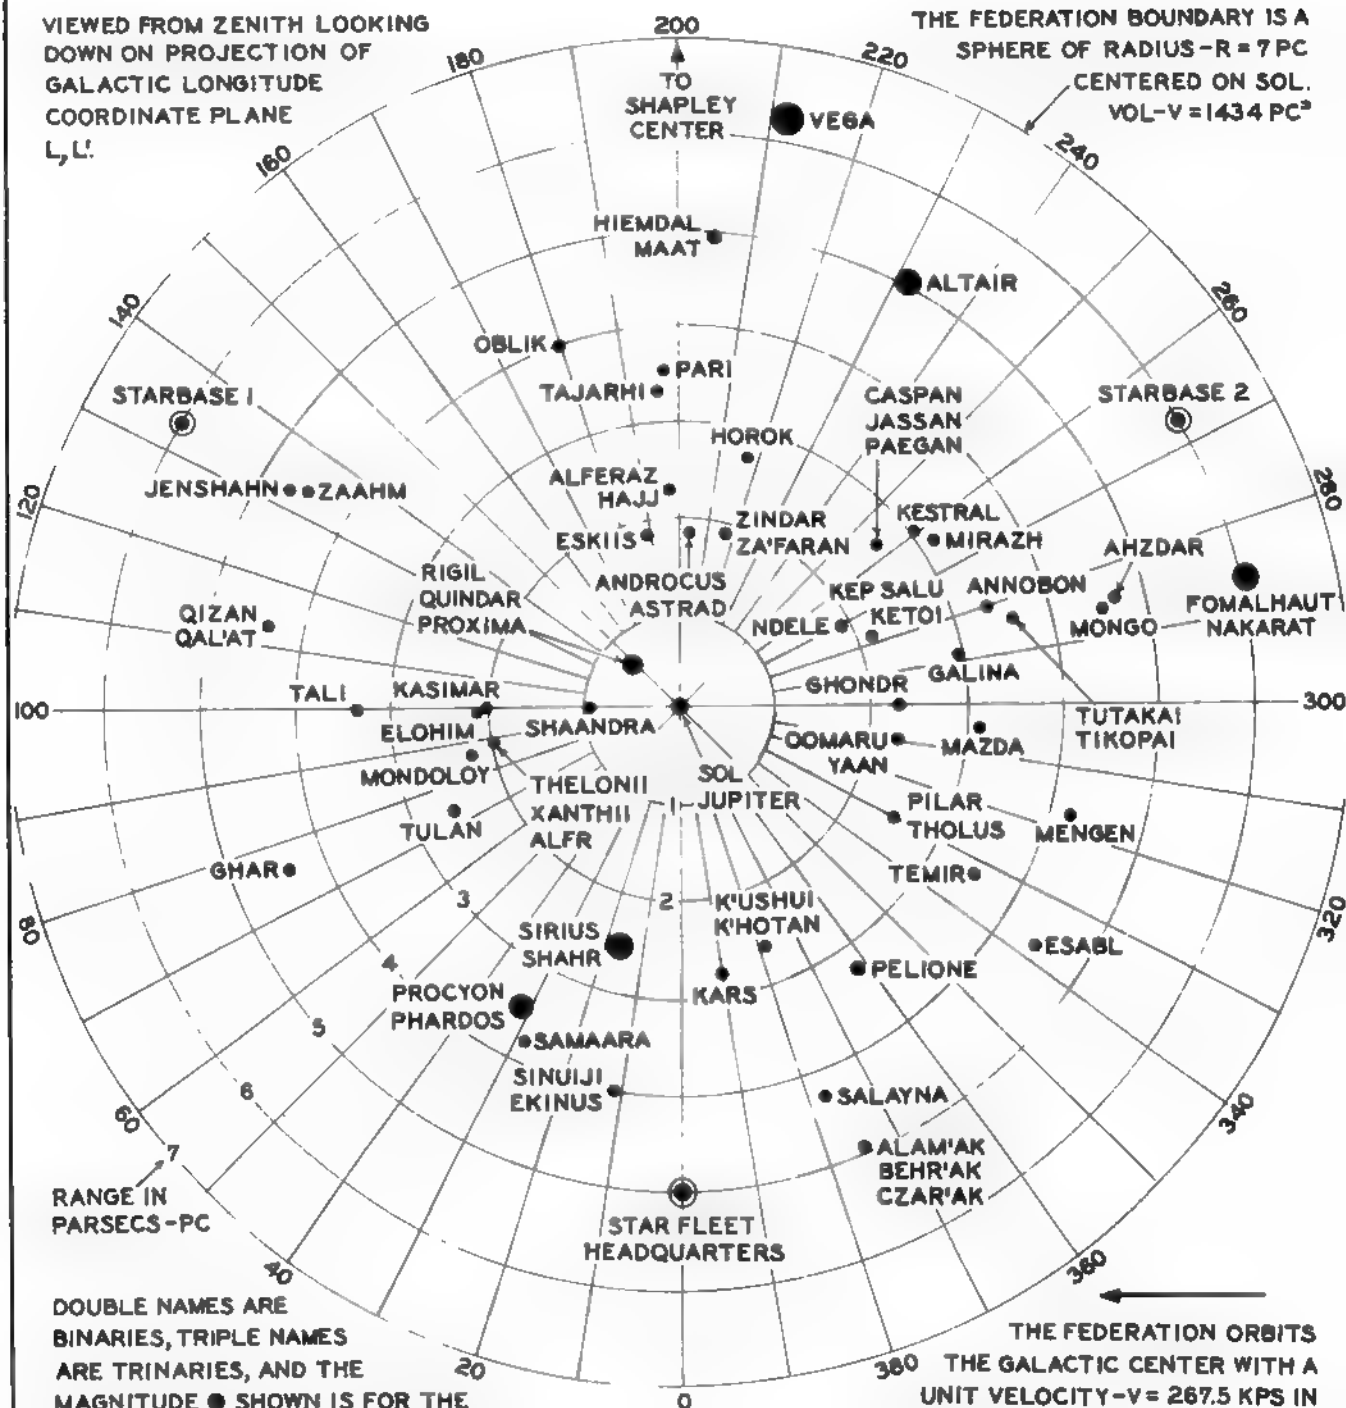 VIEWED FROM ZENITH LOOKING
DOWN ON PROJECTION OF
GALACTIC LONGITUDE
COORDINATE PLANE
L, L'.
THE FEDERATION BOUNDARY IS A
SPHERE OF RADIUS-R = 7 PC
CENTERED ON SOL.
VOL-V = 1434 PC³
200
180
220
160
240
140
260
120
280
100
300
80
320
60
340
40
360
20
380
0
TO
SHAPLEY
CENTER
VEGA
HIEMDAL
MAAT
ALTAIR
OBLIK
PARI
TAJARHI
STARBASE 1
CASPAN
JASSAN
PAEGAN
STARBASE 2
HOROK
JENSHAHN
ZAAHM
ALFERAZ
HAJJ
ESKIIS
ZINDAR
ZA'FARAN
KESTRAL
MIRAZH
AHZDAR
RIGIL
QUINDAR
PROXIMA
ANDROCUS
ASTRAD
KEP SALU
KETOI
ANNOBON
FOMALHAUT
NAKARAT
QIZAN
QAL'AT
NDELE
MONGO
GALINA
TALI
KASIMAR
ELOHIM
SHAANDRA
GHONDR
TUTAKAI
TIKOPAI
OOMARU
YAAN
MAZDA
MONDOLOY
THELONII
XANTHII
ALFR
SOL
JUPITER
TULAN
PILAR
THOLUS
MENGEN
GHAR
TEMIR
1
2
3
4
5
6
7
K'USHUI
K'HOTAN
SIRIUS
SHAHR
ESABL
PELIONE
KARS
PROCYON
PHARDOS
SAMAARA
SINUIJI
EKINUS
SALAYNA
ALAM'AK
BEHR'AK
CZAR'AK
STAR FLEET
HEADQUARTERS
RANGE IN
PARSECS-PC
DOUBLE NAMES ARE
BINARIES, TRIPLE NAMES
ARE TRINARIES, AND THE
MAGNITUDE ● SHOWN IS FOR THE
THE FEDERATION ORBITS
THE GALACTIC CENTER WITH A
UNIT VELOCITY-V = 267.5 KPS IN